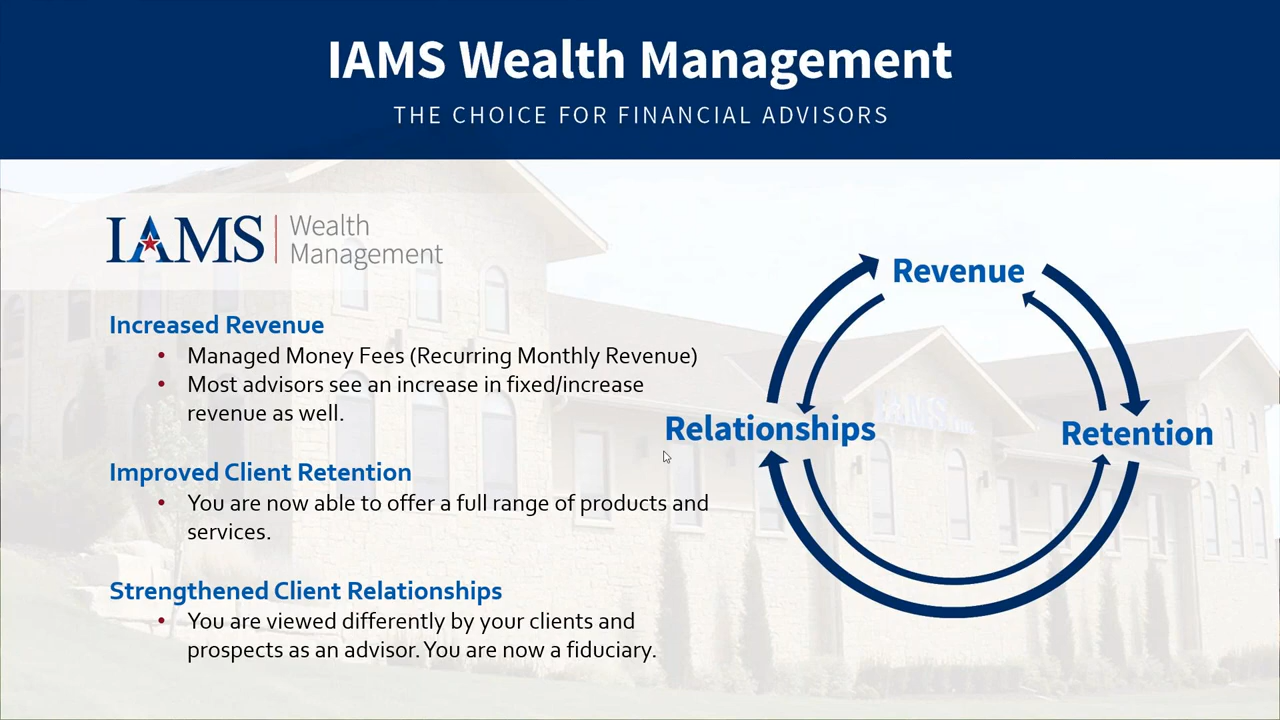 IAMS Wealth Management
THE CHOICE FOR FINANCIAL ADVISORS
IAMS | Wealth
Management
Increased Revenue
• Managed Money Fees (Recurring Monthly Revenue)
• Most advisors see an increase in fixed/increase
revenue as well.
Improved Client Retention
• You are now able to offer a full range of products and
services.
Strengthened Client Relationships
• You are viewed differently by your clients and
prospects as an advisor. You are now a fiduciary.
Revenue
Relationships
Retention
IAMS